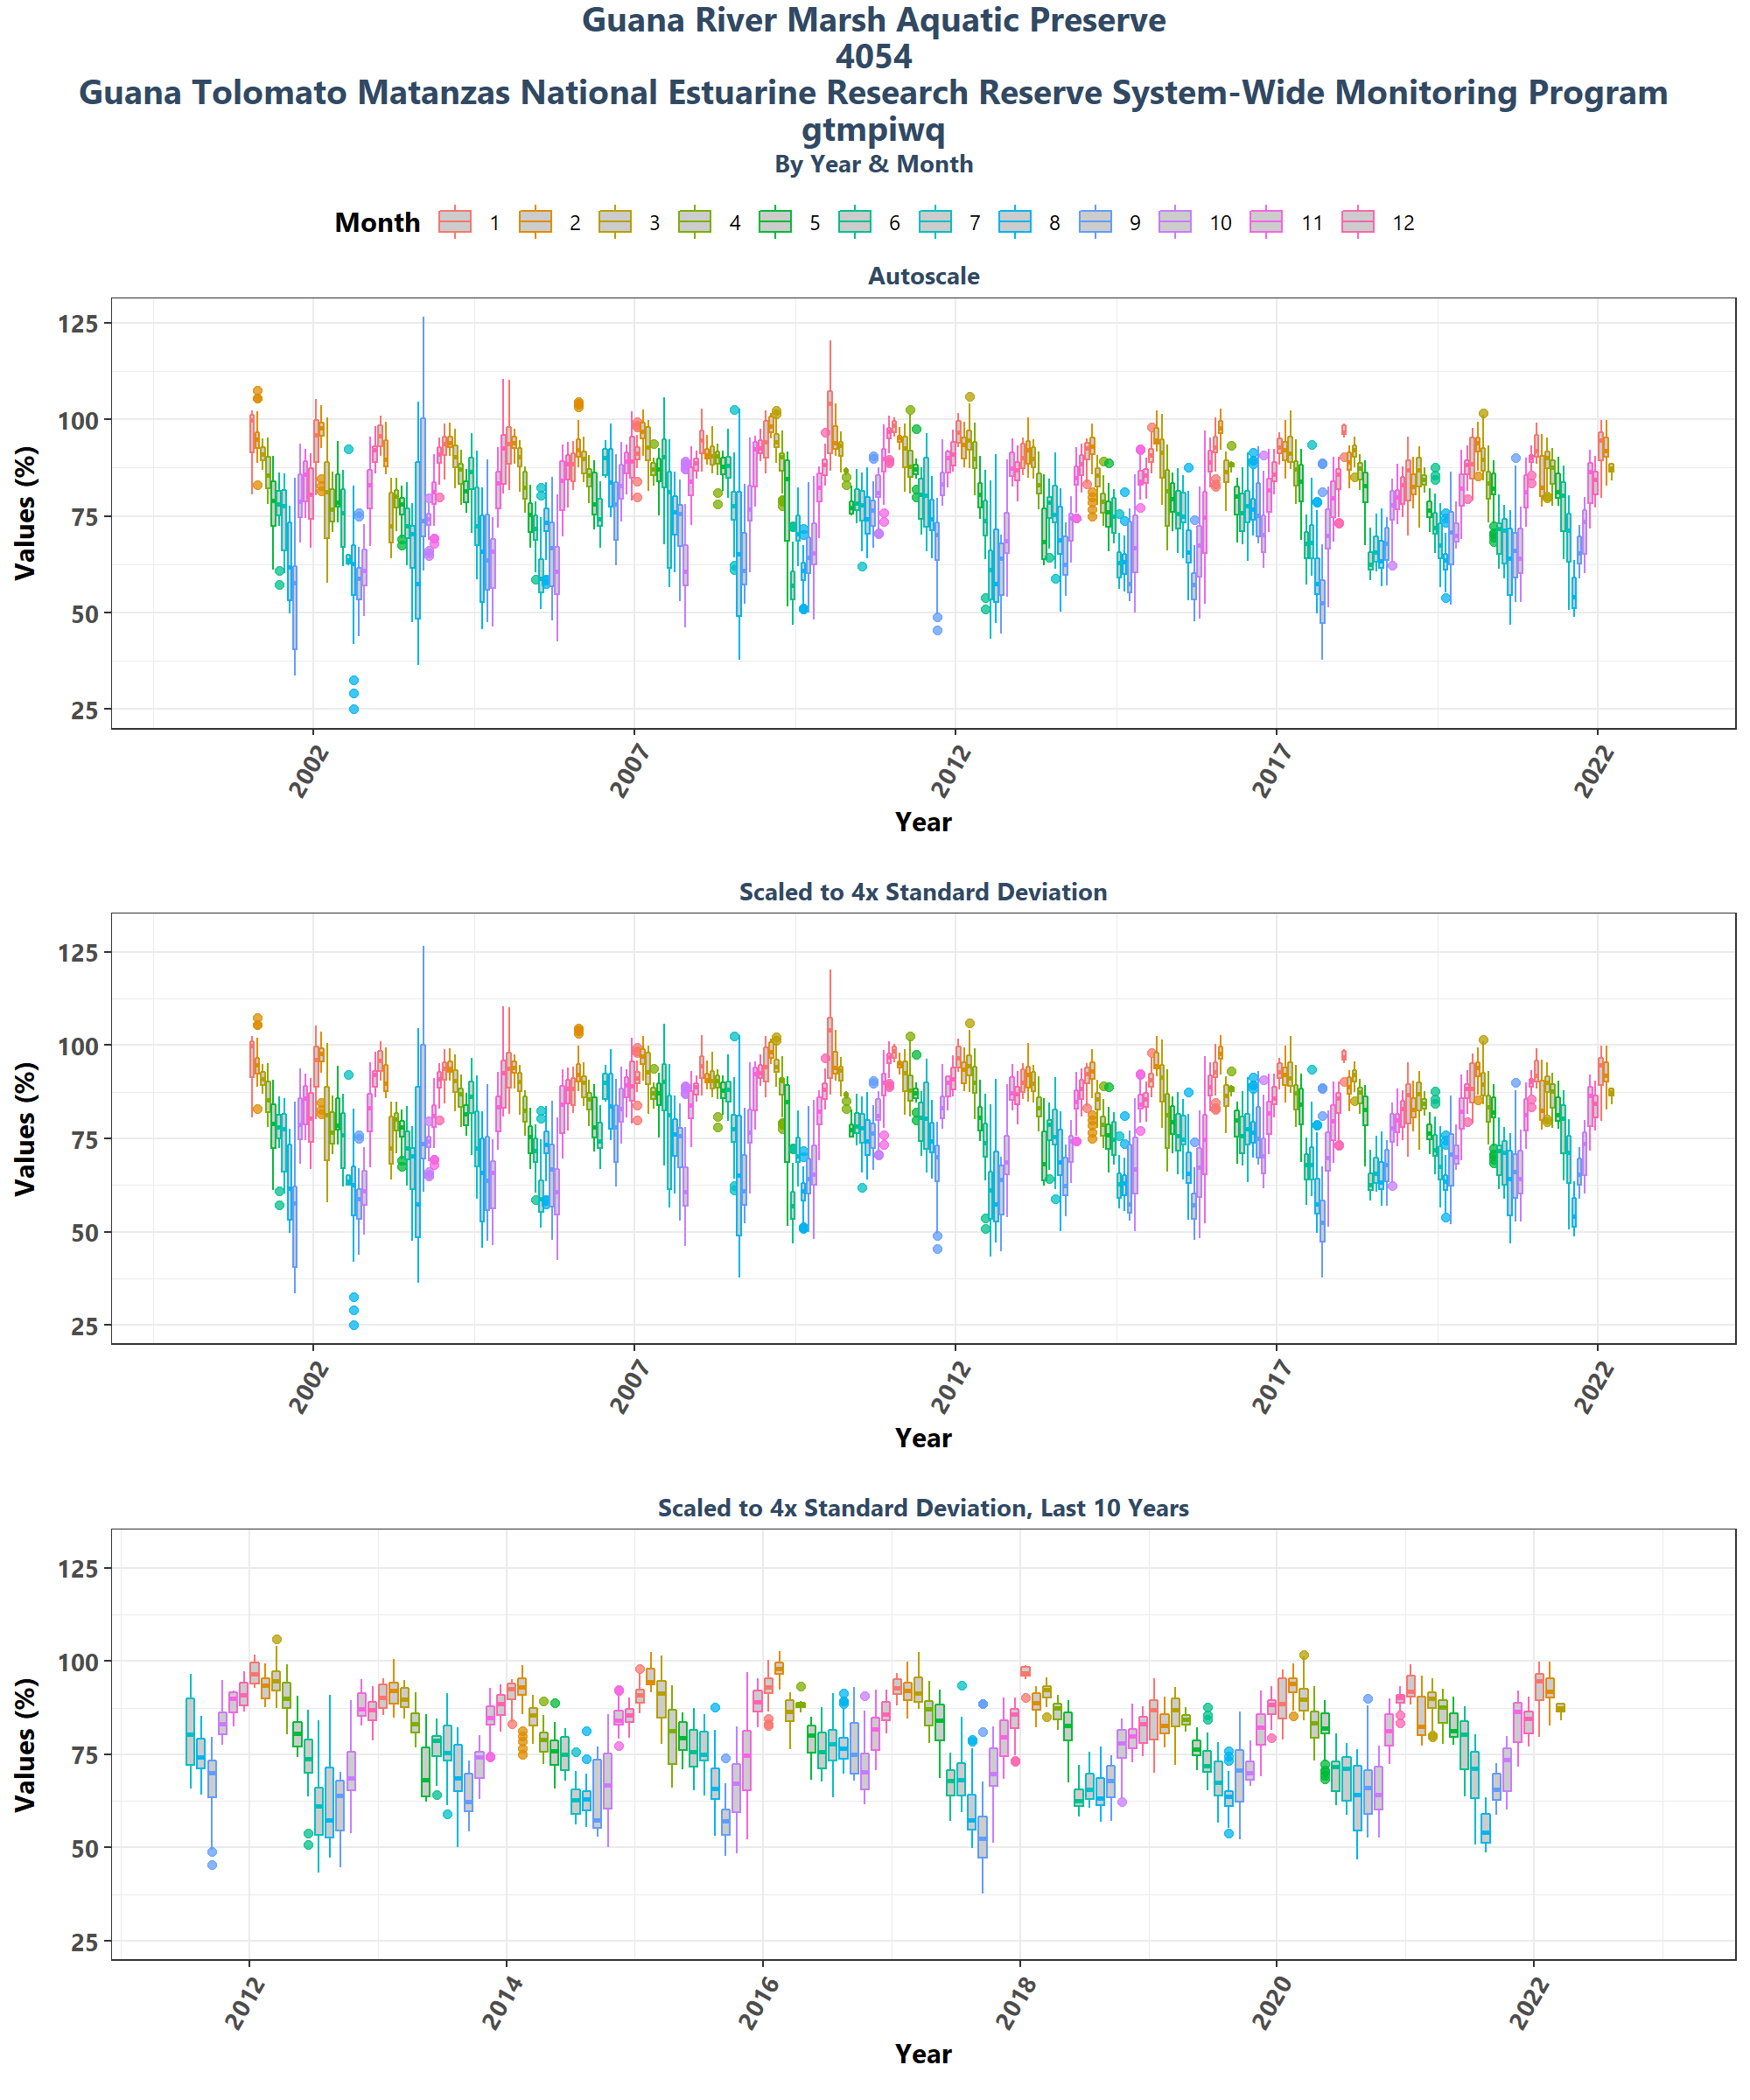 Guana River Marsh Aquatic Preserve
4054
Guana Tolomato Matanzas National Estuarine Research Reserve System-Wide Monitoring Program
gtmpiwq
By Year & Month
Month 1 2 3 4 5 6 7 8 9 10 11 12
Autoscale
125
100
75
50
25
Values (%)
2002 2007 2012 2017 2022
Year
Scaled to 4x Standard Deviation
125
100
75
50
25
Values (%)
2002 2007 2012 2017 2022
Year
Scaled to 4x Standard Deviation, Last 10 Years
125
100
75
50
25
Values (%)
2012 2014 2016 2018 2020 2022
Year